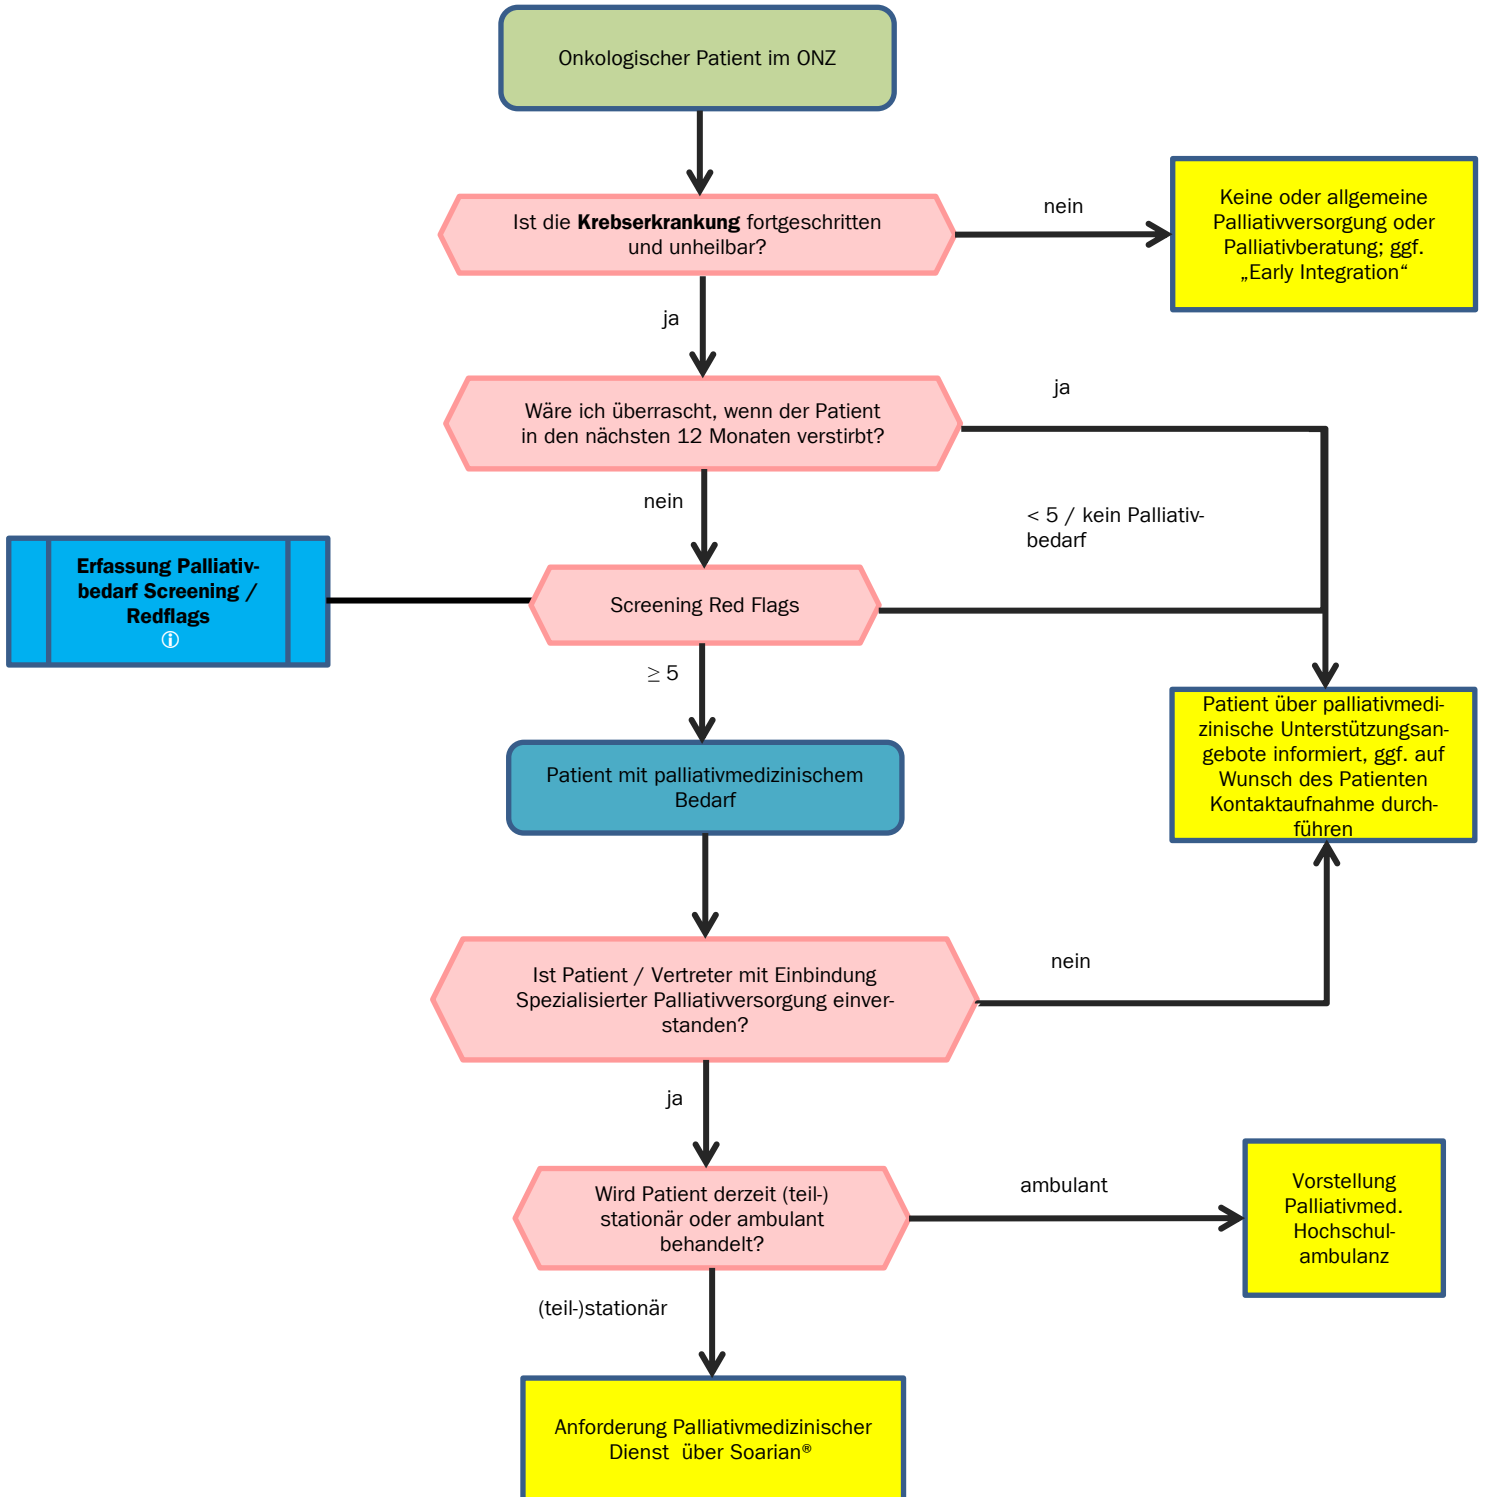 Onkologischer Patient im ONZ
Ist die Krebserkrankung fortgeschritten
und unheilbar?
nein
Keine oder allgemeine
Palliativversorgung oder
Palliativberatung; ggf.
„Early Integration“
ja
Wäre ich überrascht, wenn der Patient
in den nächsten 12 Monaten verstirbt?
ja
nein
< 5 / kein Palliativ-
bedarf
Erfassung Palliativ-
bedarf Screening /
Redflags
ⓘ
Screening Red Flags
≥ 5
Patient über palliativmedi-
zinische Unterstützungsan-
gebote informiert, ggf. auf
Wunsch des Patienten
Kontaktaufnahme durch-
führen
Patient mit palliativmedizinischem
Bedarf
Ist Patient / Vertreter mit Einbindung
Spezialisierter Palliativversorgung einver-
standen?
nein
ja
Wird Patient derzeit (teil-)
stationär oder ambulant
behandelt?
ambulant
Vorstellung
Palliativmed.
Hochschul-
ambulanz
(teil-)stationär
Anforderung Palliativmedizinischer
Dienst über Soarian®